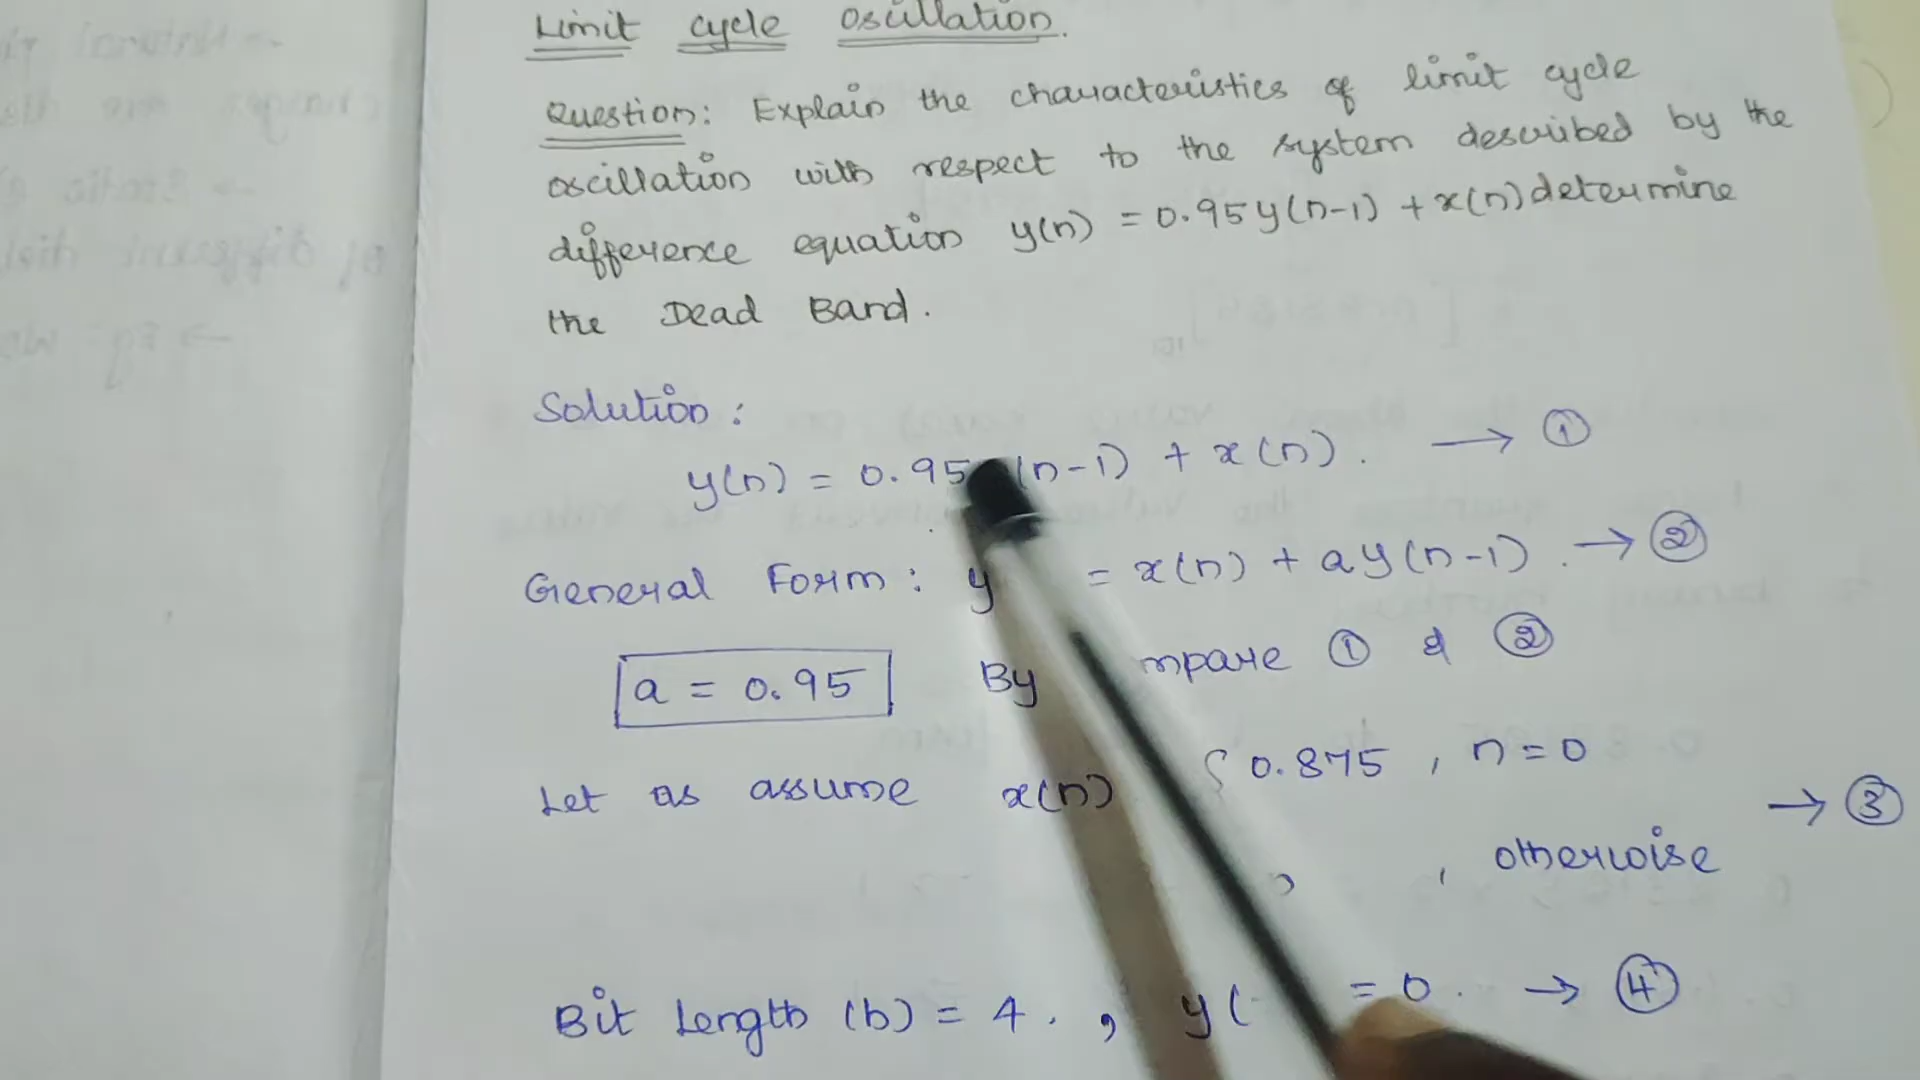 Limit cycle oscillation.
Question: Explain the characteristics of limit cycle
oscillation with respect to the system described by the
difference equation y(n) = 0.95y(n-1) + x(n) determine
the Dead Band.
Solution:
y(n) = 0.95 (n-1) + x(n). → ①
General Form: y = x(n) + ay(n-1). → ②
a = 0.95 By mpare ① & ②
Let as assume x(n) { 0.875, n=0
, otherwise → ③
Bit Length (b) = 4. , y( = 0. → ④